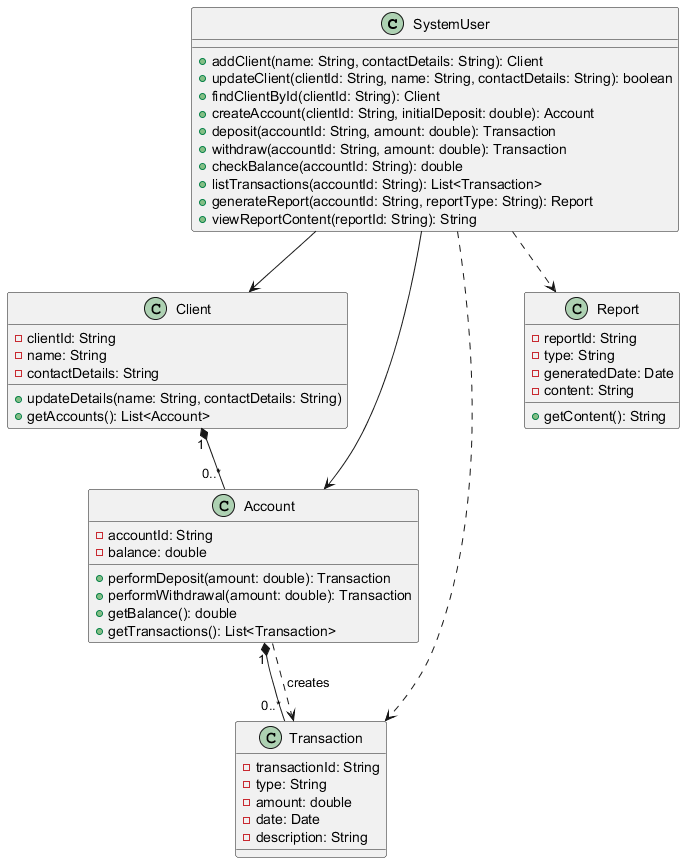 C SystemUser
addClient(name: String, contactDetails: String): Client
updateClient(clientId: String, name: String, contactDetails: String): boolean
findClientById(clientId: String): Client
createAccount(clientId: String, initialDeposit: double): Account
deposit(accountId: String, amount: double): Transaction
withdraw(accountId: String, amount: double): Transaction
checkBalance(accountId: String): double
listTransactions(accountId: String): List<Transaction>
generateReport(accountId: String, reportType: String): Report
viewReportContent(reportId: String): String
C Client
clientId: String
name: String
contactDetails: String
updateDetails(name: String, contactDetails: String)
getAccounts(): List<Account>
C Report
reportId: String
type: String
generatedDate: Date
content: String
getContent(): String
1
0..*
C Account
accountId: String
balance: double
performDeposit(amount: double): Transaction
performWithdrawal(amount: double): Transaction
getBalance(): double
getTransactions(): List<Transaction>
1
creates
0..*
C Transaction
transactionId: String
type: String
amount: double
date: Date
description: String